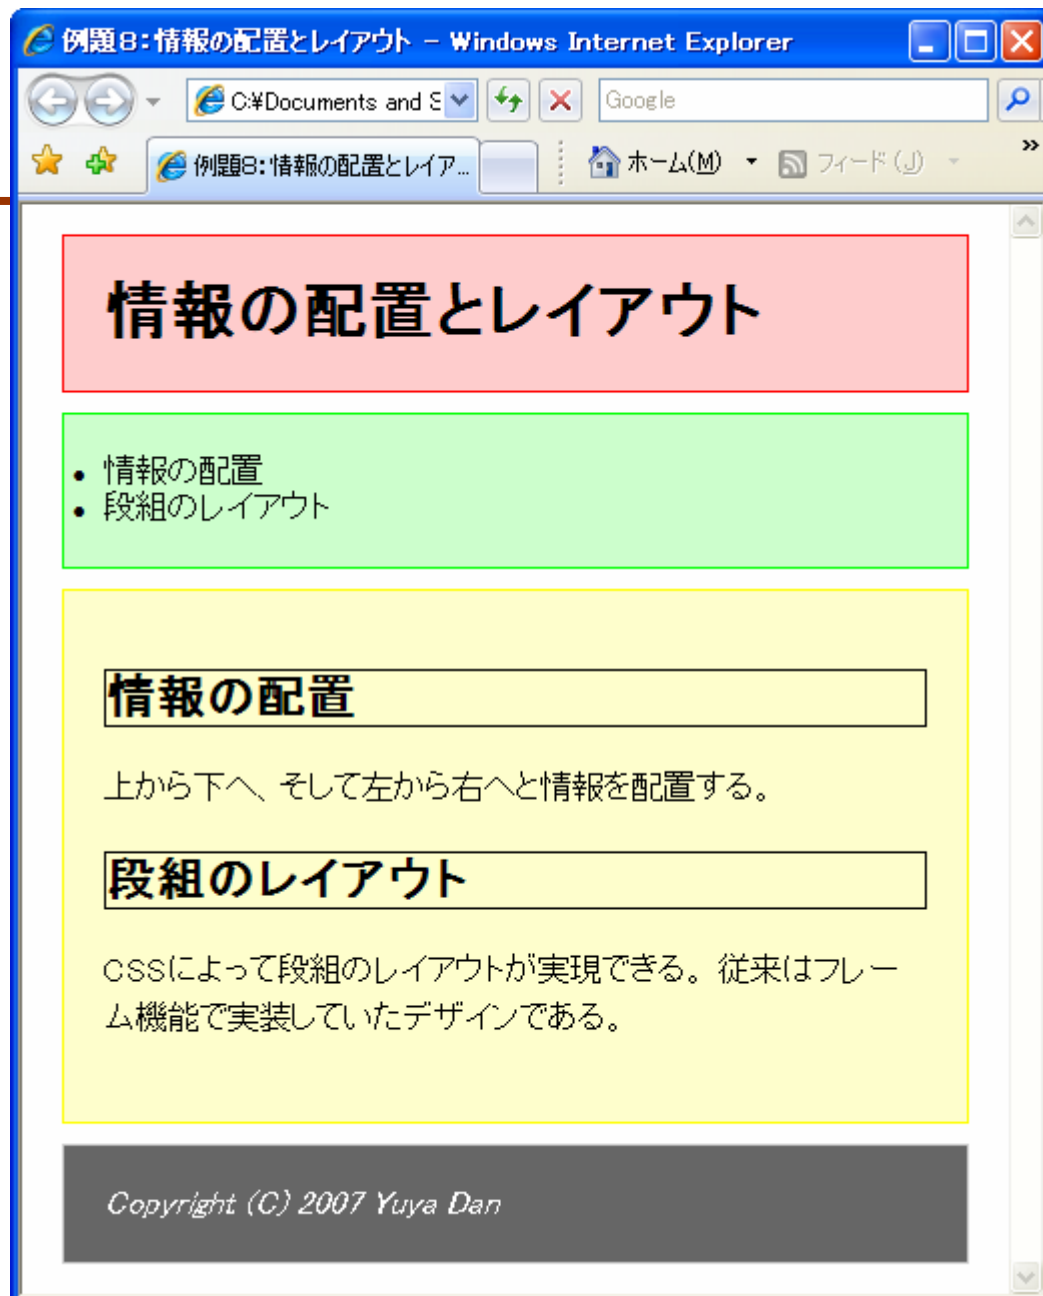 例題8：情報の配置とレイアウト - Windows Internet Explorer
C:¥Documents and S
Google
例題8：情報の配置とレイア...
ホーム(M)
フィード(J)
»
情報の配置とレイアウト
• 情報の配置
• 段組のレイアウト
情報の配置
上から下へ、そして左から右へと情報を配置する。
段組のレイアウト
CSSによって段組のレイアウトが実現できる。従来はフレー
ム機能で実装していたデザインである。
Copyright (C) 2007 Yuya Dan